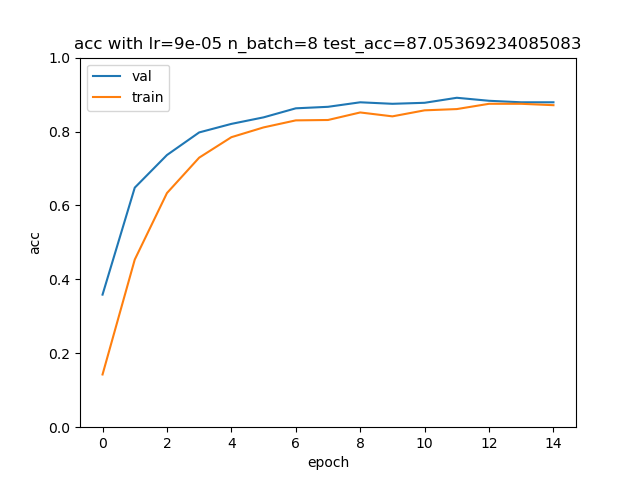 acc with lr=9e-05 n_batch=8 test_acc=87.05369234085083
val
train
1.0
0.8
0.6
0.4
0.2
0.0
acc
0 2 4 6 8 10 12 14
epoch